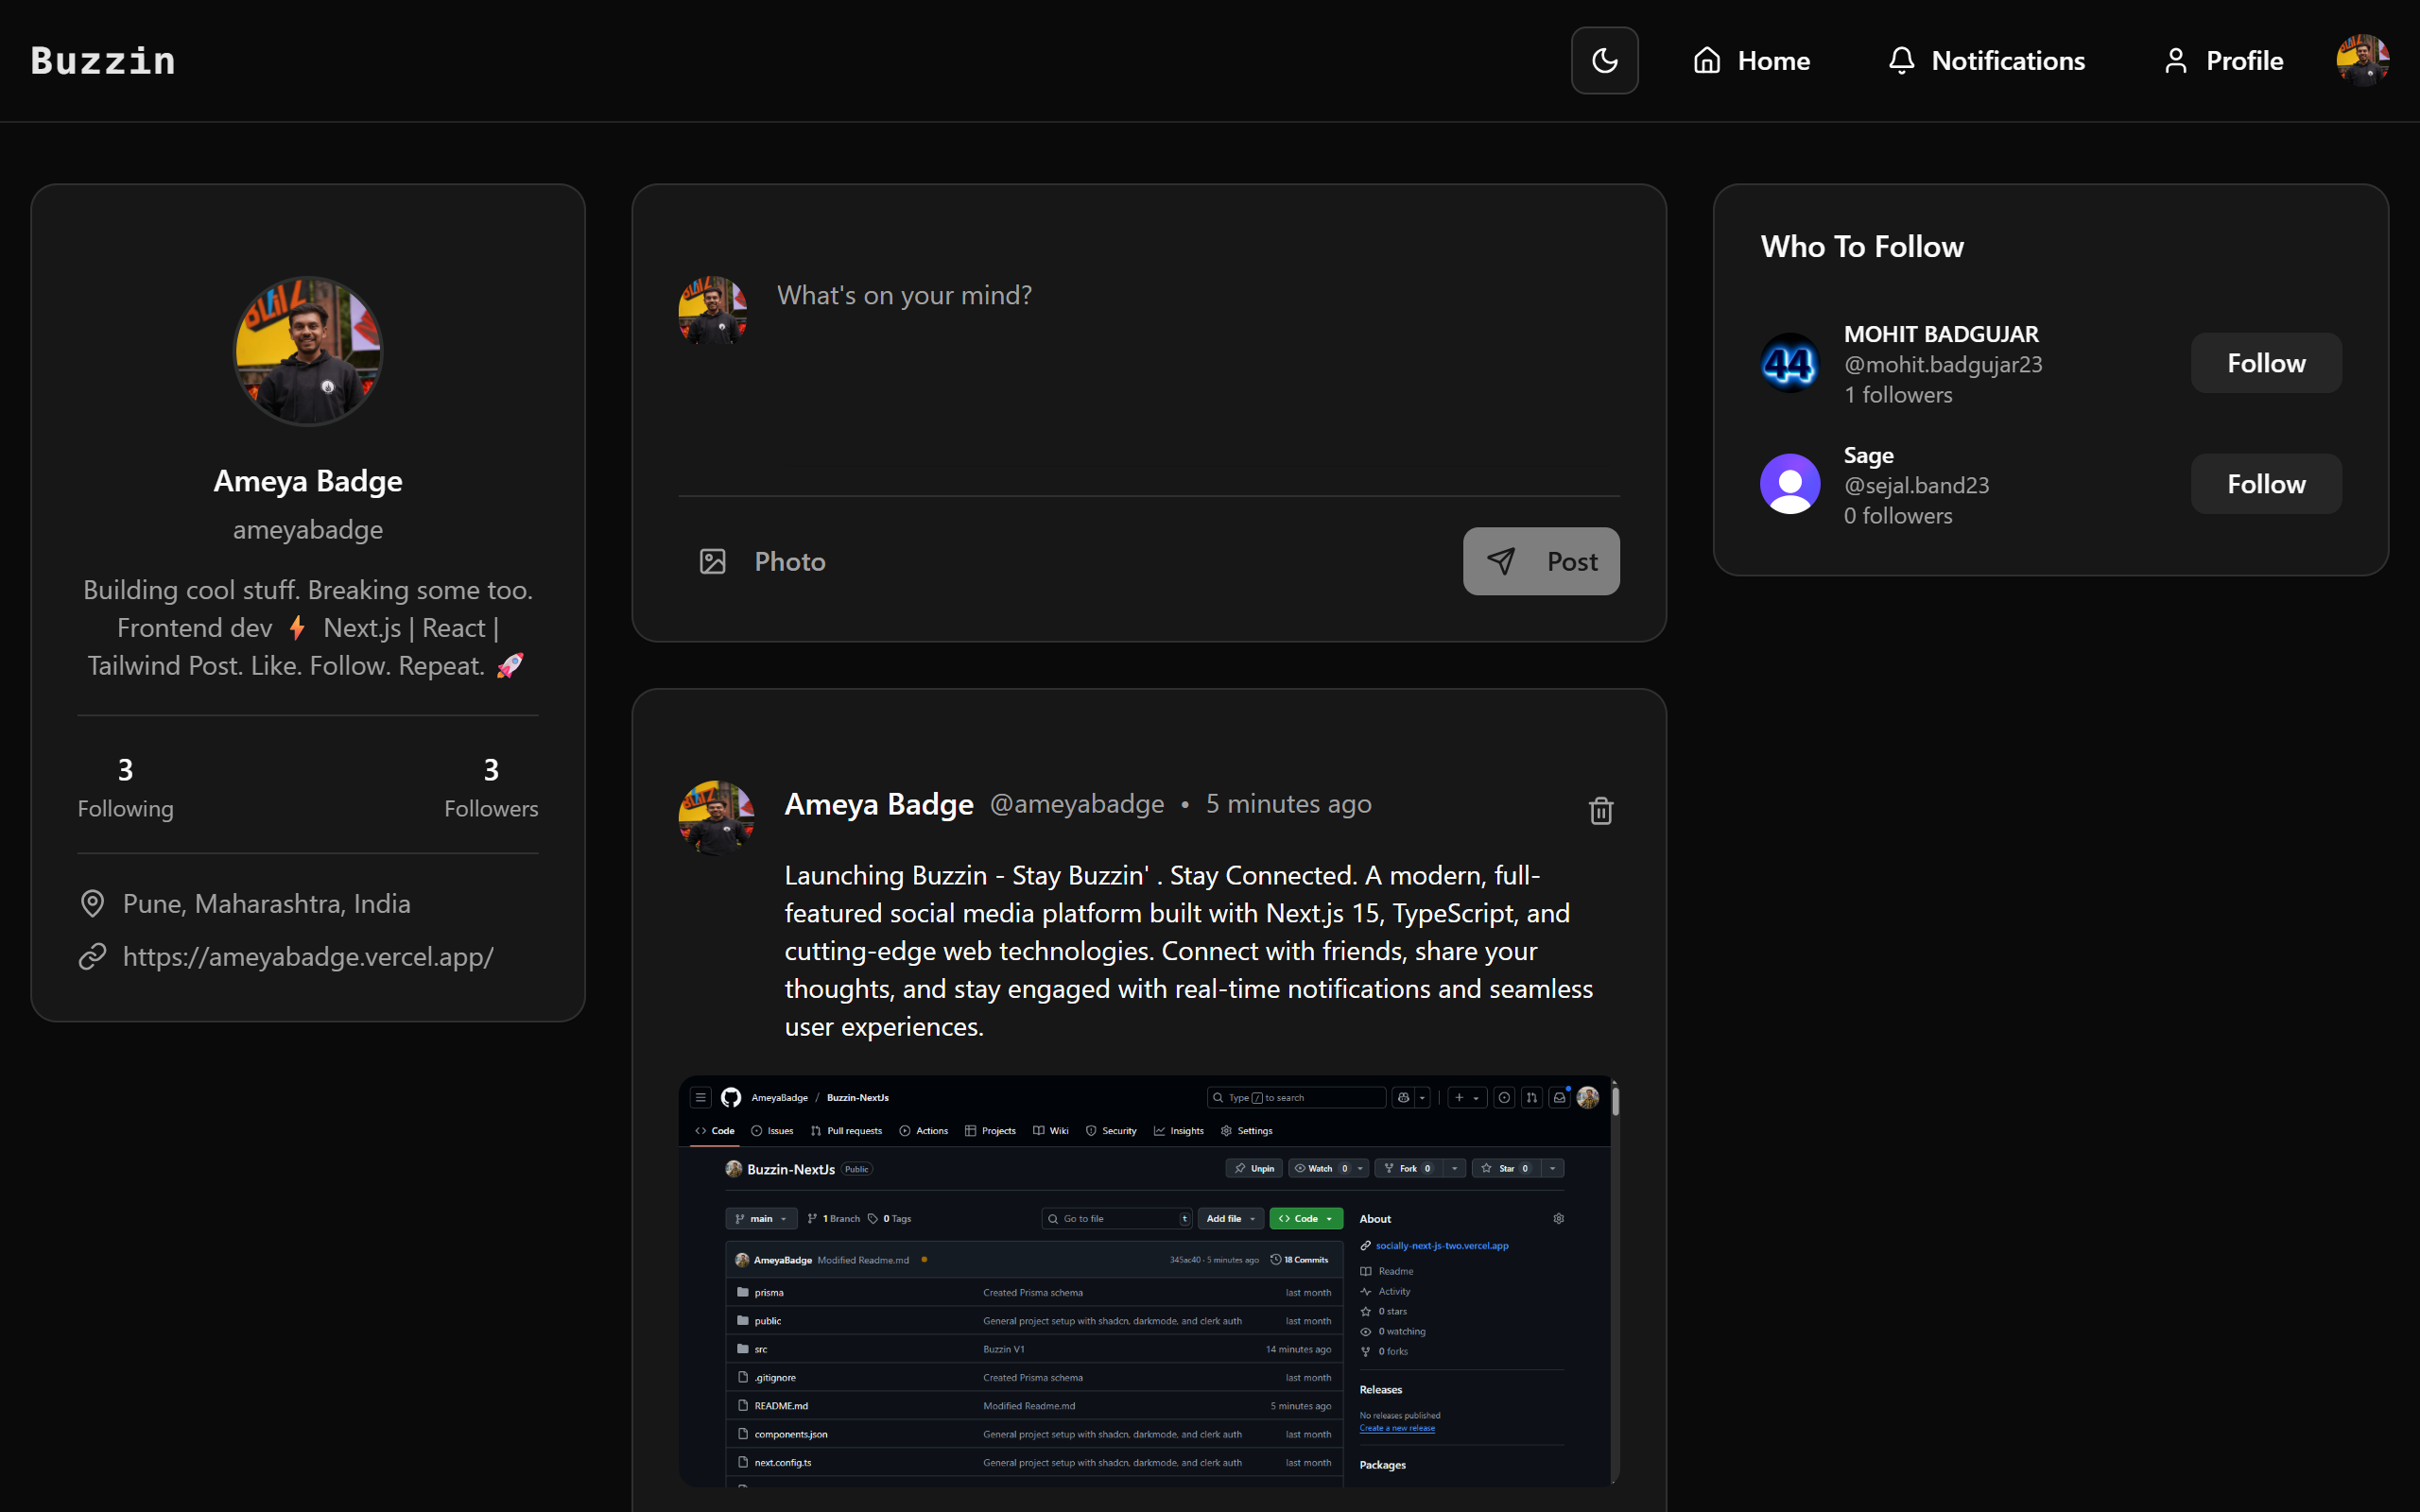 Buzzin
Home
Notifications
Profile
Ameya Badge
ameyabadge
Building cool stuff. Breaking some too.
Frontend dev ⚡ Next.js | React |
Tailwind Post. Like. Follow. Repeat. 🚀
3
Following
3
Followers
Pune, Maharashtra, India
https://ameyabadge.vercel.app/
What's on your mind?
Photo
Post
Ameya Badge @ameyabadge • 5 minutes ago
Launching Buzzin - Stay Buzzin' . Stay Connected. A modern, full-
featured social media platform built with Next.js 15, TypeScript, and
cutting-edge web technologies. Connect with friends, share your
thoughts, and stay engaged with real-time notifications and seamless
user experiences.
AmeyaBadge / Buzzin-NextJs
Type / to search
Code Issues Pull requests Actions Projects Wiki Security Insights Settings
Buzzin-NextJs Public
Unpin Watch 0 Fork 0 Star 0
main 1 Branch 0 Tags
Go to file t Add file Code
AmeyaBadge Modified Readme.md 345ac40 · 5 minutes ago 18 Commits
prisma Created Prisma schema last month
public General project setup with shadcn, darkmode, and clerk auth last month
src Buzzin V1 14 minutes ago
.gitignore Created Prisma schema last month
README.md Modified Readme.md 5 minutes ago
components.json General project setup with shadcn, darkmode, and clerk auth last month
next.config.ts General project setup with shadcn, darkmode, and clerk auth last month
About
socially-next-js-two.vercel.app
Readme
Activity
0 stars
0 watching
0 forks
Releases
No releases published
Create a new release
Packages
Who To Follow
44
MOHIT BADGUJAR
@mohit.badgujar23
1 followers
Follow
Sage
@sejal.band23
0 followers
Follow